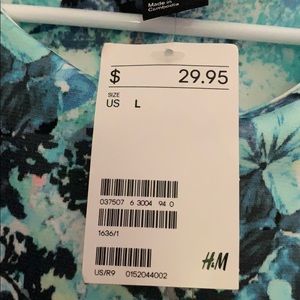 Made in
Cambodia
$ 29.95
SIZE
US L
037507 6 3004 94 0
1636/1
US/R9 0152044002
H&M